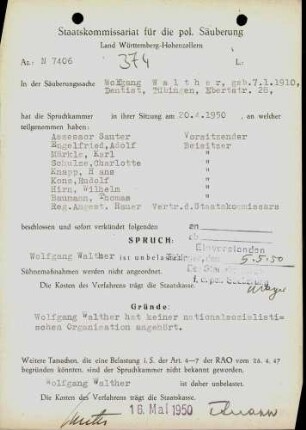 Staatskommissariat für die pol. Säuberung
Land Württemberg-Hohenzollern
Az.: N 7406
374
In der Säuberungssache Wolfgang Walther, geb. 7.1.1910,
Dentist, Tübingen, Ebertstr. 28,
hat die Spruchkammer in ihrer Sitzung am 20.4.1950, an welcher
teilgenommen haben:
Assessor Sauter Vorsitzender
Engelfried, Adolf Beisitzer
Märkle, Karl "
Schulze, Charlotte "
Knapp, Hans "
Kons, Rudolf "
Hirn, Wilhelm "
Baumann, Thomas "
Reg.Angest. Hauer Vertr.d.Staatskommissars
beschlossen und sofort verkündet folgenden
SPRUCH:
Einverstanden
Wolfgang Walther ist unbelastet.
5.5.50
Sühnemaßnahmen werden nicht angeordnet.
Die Kosten des Verfahrens trägt die Staatskasse.
Gründe:
Wolfgang Walther hat keiner nationalsozialisti-
schen Organisation angehört.
Weitere Tatsachen, die eine Belastung i.S. der Art. 4—7 der RAO vom 24.4.47
begründen könnten, sind der Spruchkammer nicht bekannt geworden.
Wolfgang Walther ist daher unbelastet.
Die Kosten des Verfahrens trägt die Staatskasse.
16. Mai 1950